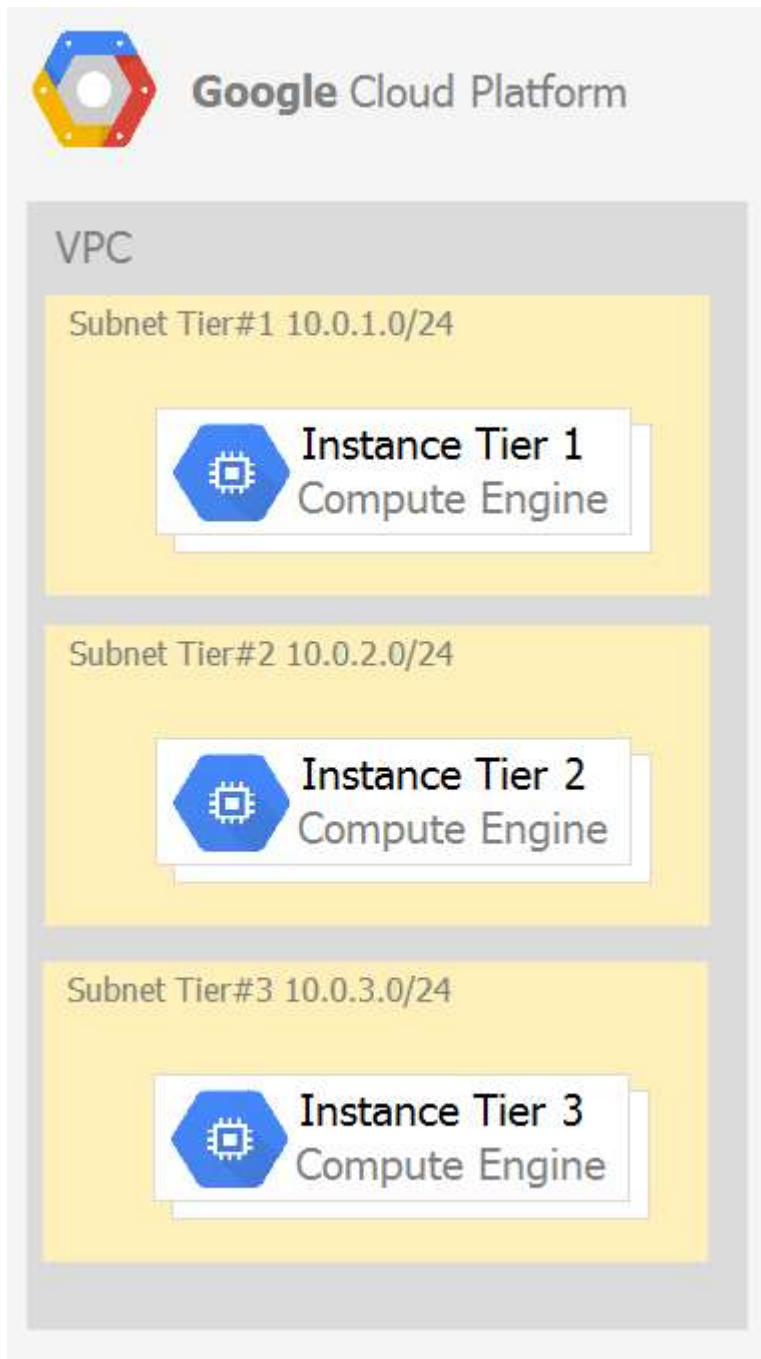 Google Cloud Platform
VPC
Subnet Tier#1 10.0.1.0/24
Instance Tier 1
Compute Engine
Subnet Tier#2 10.0.2.0/24
Instance Tier 2
Compute Engine
Subnet Tier#3 10.0.3.0/24
Instance Tier 3
Compute Engine